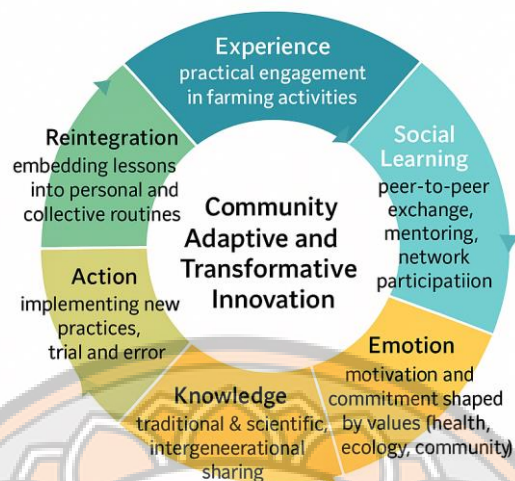 Experience
practical engagement
in farming activities
Social
Learning
peer-to-peer
exchange,
mentoring,
network
participatiion
Emotion
motivation and
commitment shaped
by values (health,
ecology, community)
Knowledge
traditional & scientific,
intergeneerational
sharing
Action
implementing new
practices,
trial and error
Reintegration
embedding lessons
into personal and
collective routines
Community
Adaptive and
Transformative
Innovation